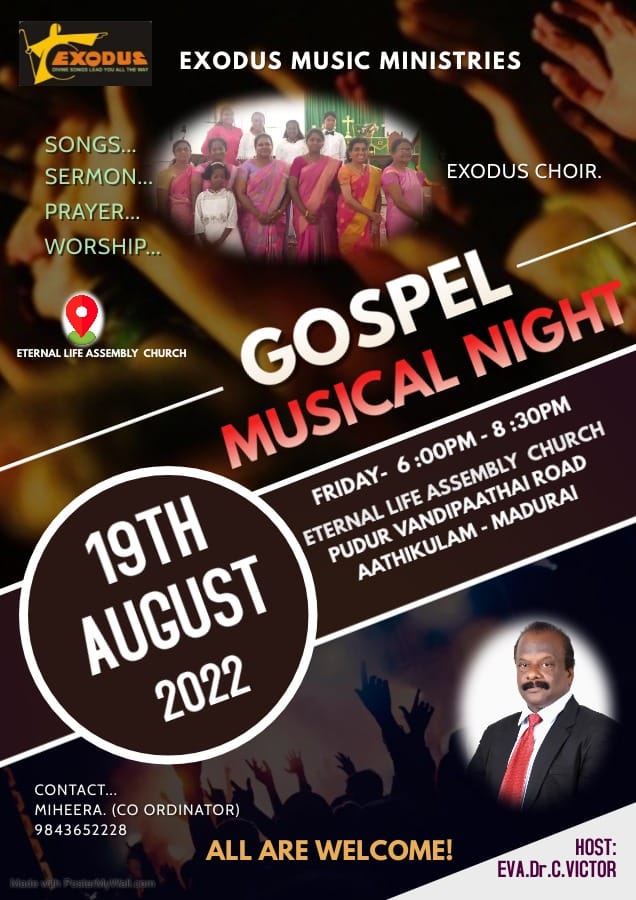 EXODUS
DIVINE SONGS LEAD YOU ALL THE WAY
EXODUS MUSIC MINISTRIES
SONGS...
SERMON...
PRAYER...
WORSHIP...
EXODUS CHOIR.
ETERNAL LIFE ASSEMBLY CHURCH
GOSPEL
MUSICAL NIGHT
FRIDAY- 6 :00PM - 8 :30PM
ETERNAL LIFE ASSEMBLY CHURCH
PUDUR VANDIPAATHAI ROAD
AATHIKULAM - MADURAI
19TH
AUGUST
2022
CONTACT...
MIHEERA. (CO ORDINATOR)
9843652228
ALL ARE WELCOME!
HOST:
EVA.Dr.C.VICTOR
Made with PosterMyWall.com